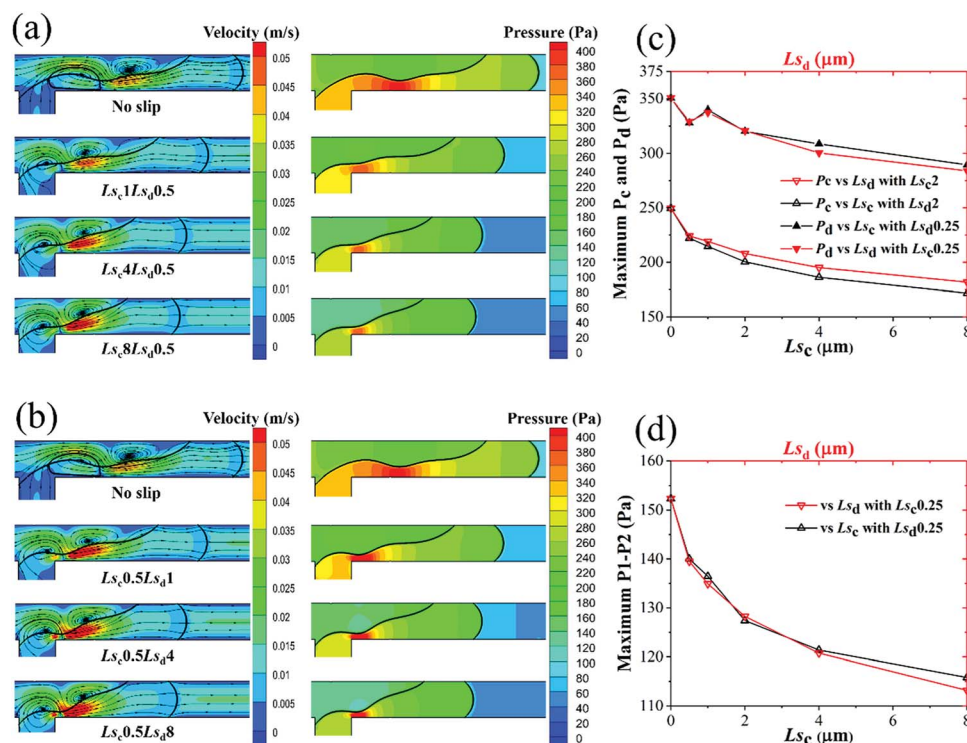 (a)
Velocity (m/s)
Pressure (Pa)
0.05
0.045
0.04
0.035
0.03
0.025
0.02
0.015
0.01
0.005
0
400
380
360
340
320
300
280
260
240
220
200
180
160
140
120
100
80
60
40
20
0
No slip
Lsc1Lsd0.5
Lsc4Lsd0.5
Lsc8Lsd0.5
(b)
Velocity (m/s)
Pressure (Pa)
0.05
0.045
0.04
0.035
0.03
0.025
0.02
0.015
0.01
0.005
0
400
380
360
340
320
300
280
260
240
220
200
180
160
140
120
100
80
60
40
20
0
No slip
Lsc0.5Lsd1
Lsc0.5Lsd4
Lsc0.5Lsd8
(c)
Lsd (μm)
Maximum Pc and Pd (Pa)
375
350
300
250
200
150
Pc vs Lsd with Lsc2
Pc vs Lsc with Lsd2
Pd vs Lsc with Lsd0.25
Pd vs Lsd with Lsc0.25
0 2 4 6 8
Lsc (μm)
(d)
Lsd (μm)
Maximum P1-P2 (Pa)
160
150
140
130
120
110
vs Lsd with Lsc0.25
vs Lsc with Lsd0.25
0 2 4 6 8
Lsc (μm)